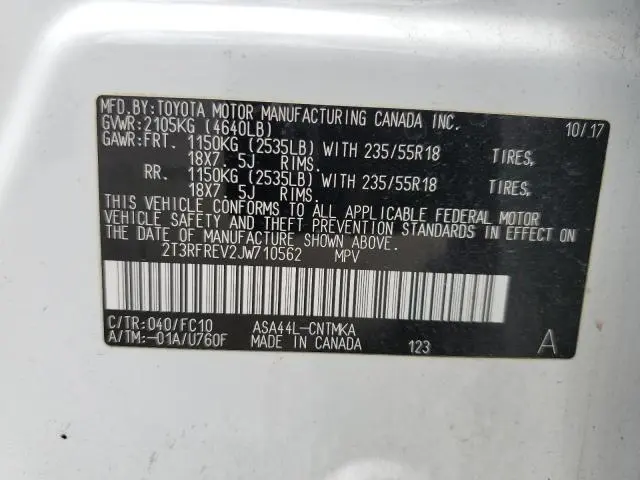 MFD.BY:TOYOTA MOTOR MANUFACTURING CANADA INC. 10/17
GVWR:2105KG (4640LB)
GAWR:FRT. 1150KG (2535LB) WITH 235/55R18 TIRES,
18X7. 5J RIMS.
RR. 1150KG (2535LB) WITH 235/55R18 TIRES,
18X7. 5J RIMS.
THIS VEHICLE CONFORMS TO ALL APPLICABLE FEDERAL MOTOR
VEHICLE SAFETY AND THEFT PREVENTION STANDARDS IN EFFECT ON
THE DATE OF MANUFACTURE SHOWN ABOVE.
2T3RFREV2JW710562 MPV
C/TR:040/FC10 ASA44L-CNTMKA
A/TM:-01A/U760F MADE IN CANADA 123 A